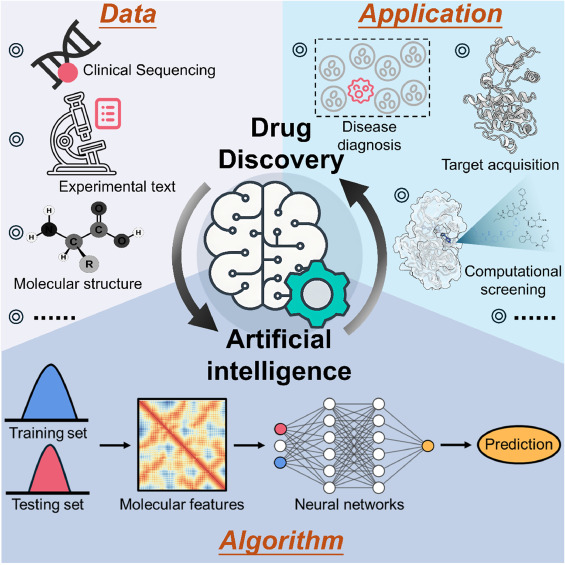 Data
Clinical Sequencing
Experimental text
H
H
N
C
C
O
O
H
H
R
Molecular structure
......
Application
Disease
diagnosis
Target acquisition
Computational
screening
......
Drug
Discovery
Artificial
intelligence
Training set
Testing set
Molecular features
Neural networks
Prediction
Algorithm